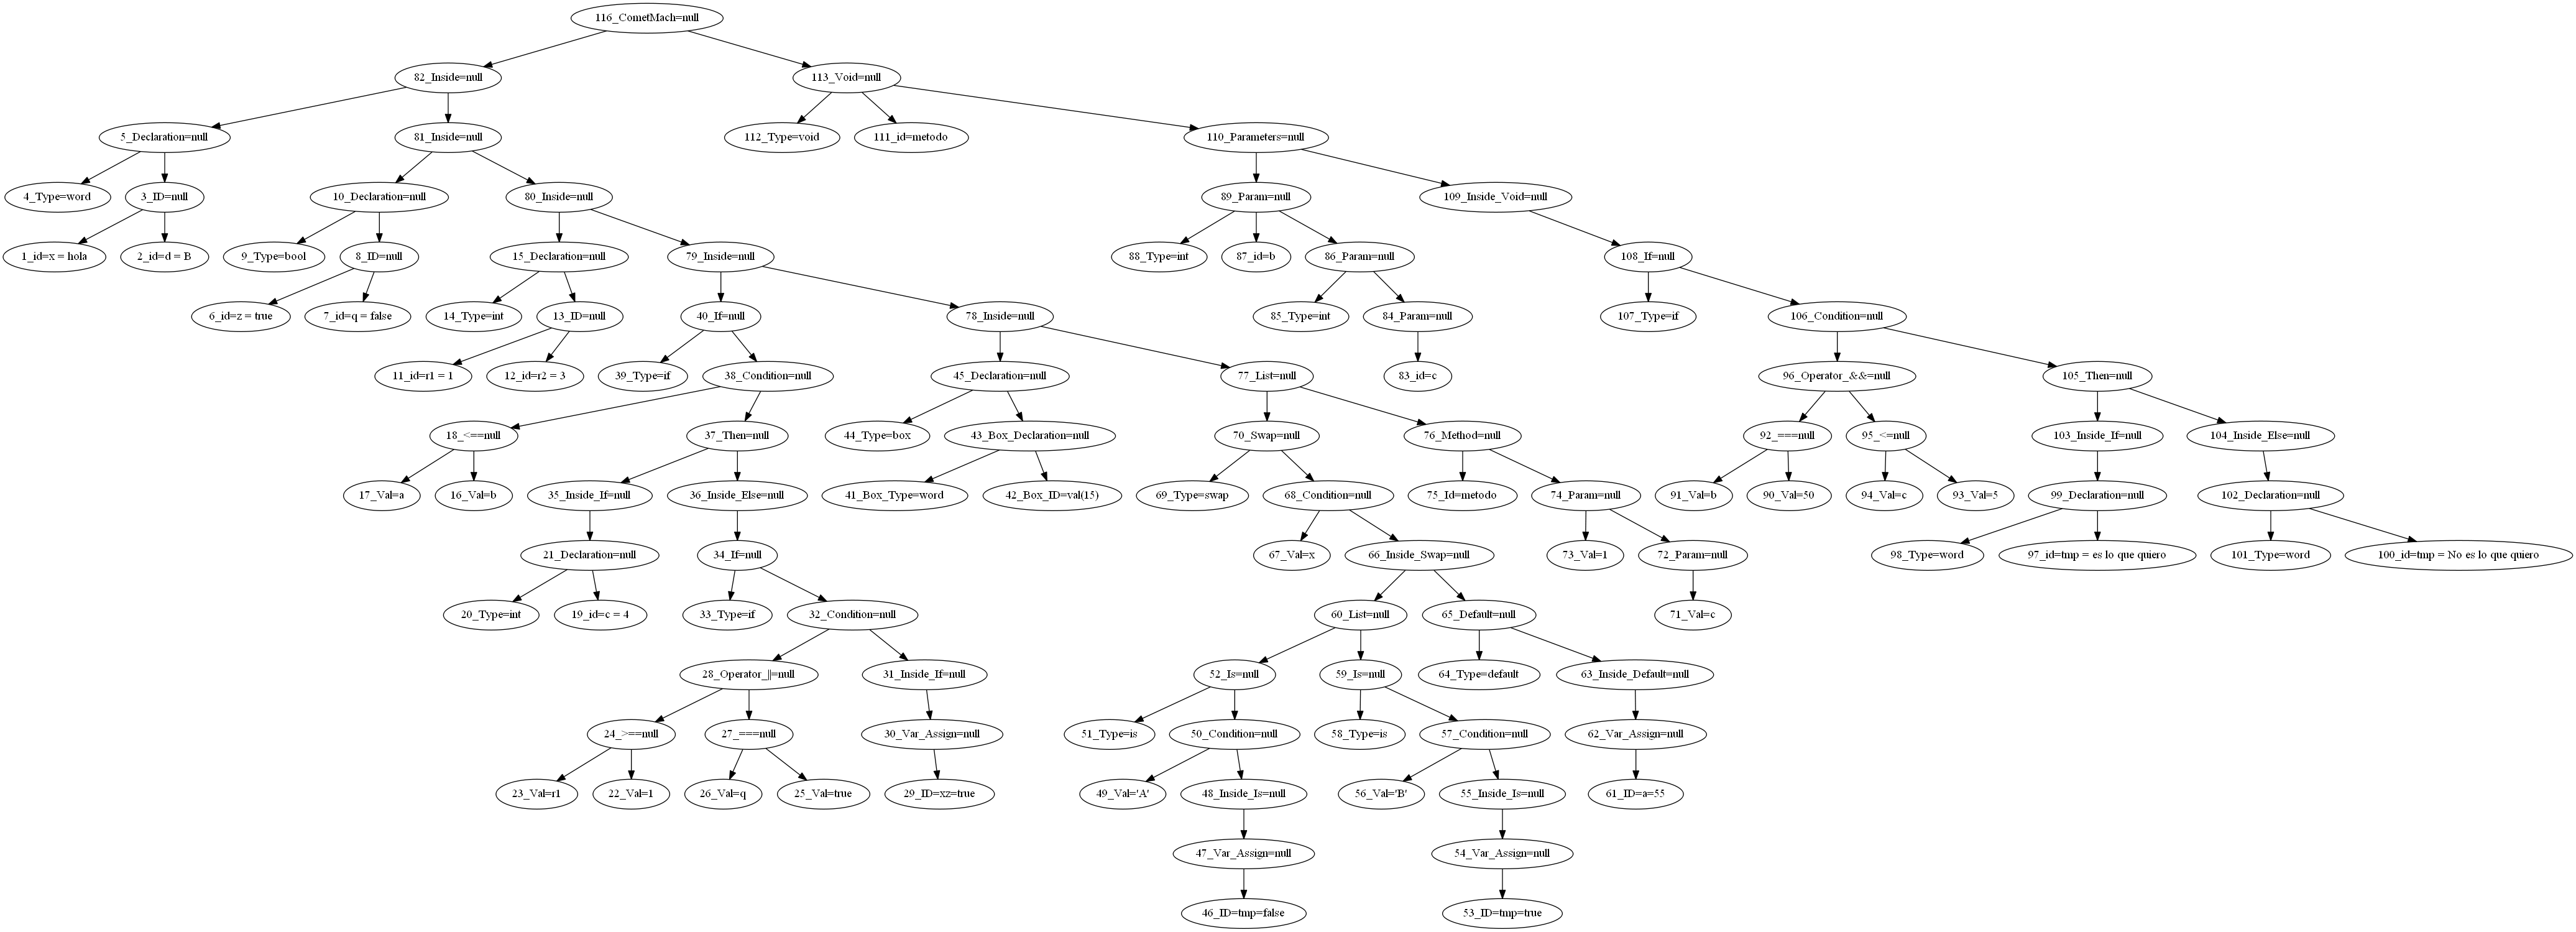 116_CometMach=null
82_Inside=null
113_Void=null
5_Declaration=null
81_Inside=null
112_Type=void
111_id=metodo
110_Parameters=null
4_Type=word
3_ID=null
10_Declaration=null
80_Inside=null
89_Param=null
109_Inside_Void=null
1_id=x = hola
2_id=d = B
9_Type=bool
8_ID=null
15_Declaration=null
79_Inside=null
88_Type=int
87_id=b
86_Param=null
108_If=null
6_id=z = true
7_id=q = false
14_Type=int
13_ID=null
40_If=null
78_Inside=null
85_Type=int
84_Param=null
107_Type=if
106_Condition=null
11_id=r1 = 1
12_id=r2 = 3
39_Type=if
38_Condition=null
45_Declaration=null
77_List=null
83_id=c
96_Operator_&&=null
105_Then=null
18_<==null
37_Then=null
44_Type=box
43_Box_Declaration=null
70_Swap=null
76_Method=null
92_===null
95_<=null
103_Inside_If=null
104_Inside_Else=null
17_Val=a
16_Val=b
35_Inside_If=null
36_Inside_Else=null
41_Box_Type=word
42_Box_ID=val(15)
69_Type=swap
68_Condition=null
75_Id=metodo
74_Param=null
91_Val=b
90_Val=50
94_Val=c
93_Val=5
99_Declaration=null
102_Declaration=null
21_Declaration=null
34_If=null
67_Val=x
66_Inside_Swap=null
73_Val=1
72_Param=null
98_Type=word
97_id=tmp = es lo que quiero
101_Type=word
100_id=tmp = No es lo que quiero
20_Type=int
19_id=c = 4
33_Type=if
32_Condition=null
60_List=null
65_Default=null
71_Val=c
28_Operator_||=null
31_Inside_If=null
52_Is=null
59_Is=null
64_Type=default
63_Inside_Default=null
24_>==null
27_===null
30_Var_Assign=null
51_Type=is
50_Condition=null
58_Type=is
57_Condition=null
62_Var_Assign=null
23_Val=r1
22_Val=1
26_Val=q
25_Val=true
29_ID=xz=true
49_Val='A'
48_Inside_Is=null
56_Val='B'
55_Inside_Is=null
61_ID=a=55
47_Var_Assign=null
54_Var_Assign=null
46_ID=tmp=false
53_ID=tmp=true